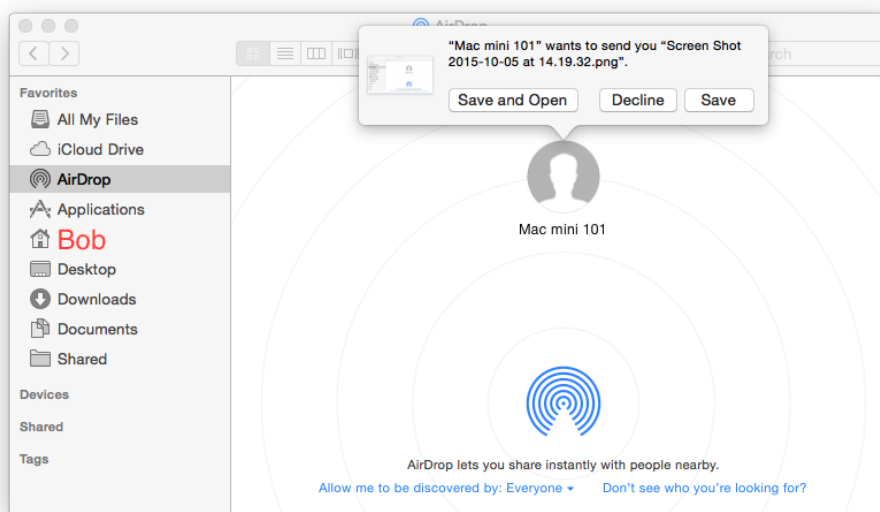 AirDrop
"Mac mini 101" wants to send you "Screen Shot
2015-10-05 at 14.19.32.png".
Save and Open
Decline
Save
Favorites
All My Files
iCloud Drive
AirDrop
Applications
Bob
Desktop
Downloads
Documents
Shared
Devices
Shared
Tags
Mac mini 101
AirDrop lets you share instantly with people nearby.
Allow me to be discovered by: Everyone
Don't see who you're looking for?